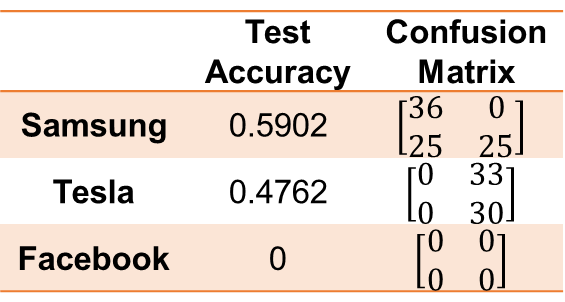 Test Accuracy Confusion Matrix
Samsung 0.5902 [36 0
25 25]
Tesla 0.4762 [0 33
0 30]
Facebook 0 [0 0
0 0]